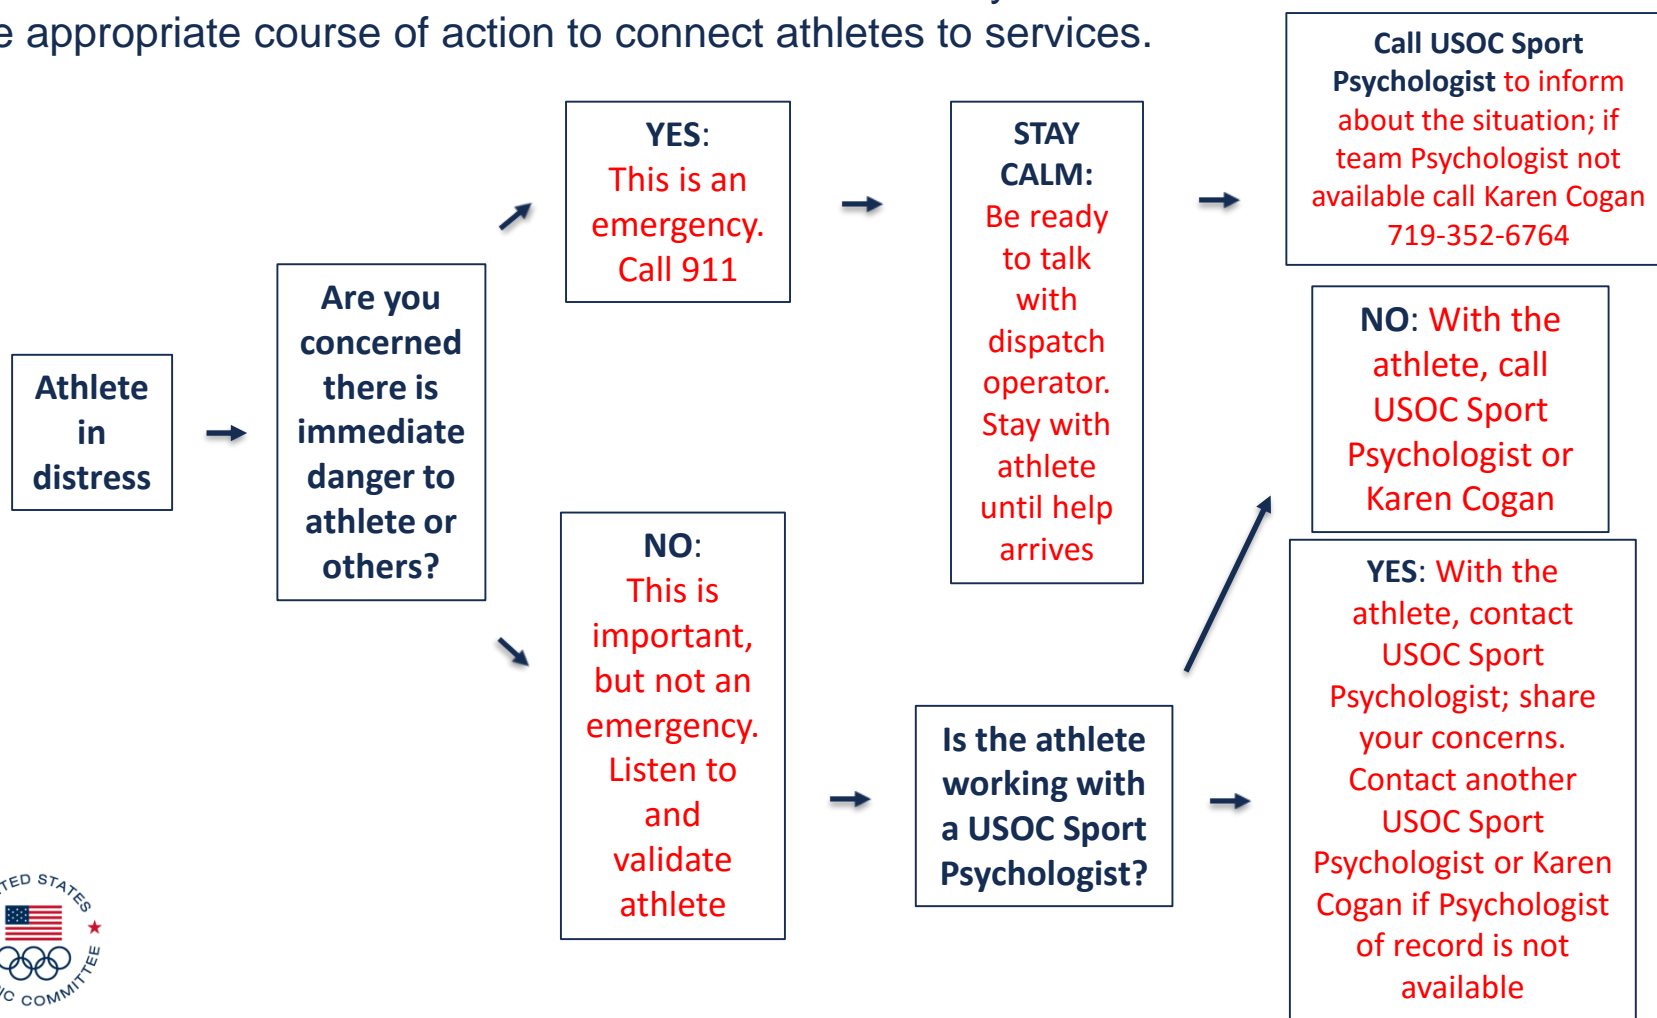 e appropriate course of action to connect athletes to services.
Athlete
in
distress
Are you
concerned
there is
immediate
danger to
athlete or
others?
YES:
This is an
emergency.
Call 911
STAY
CALM:
Be ready
to talk
with
dispatch
operator.
Stay with
athlete
until help
arrives
Call USOC Sport
Psychologist to inform
about the situation; if
team Psychologist not
available call Karen Cogan
719-352-6764
NO:
This is
important,
but not an
emergency.
Listen to
and
validate
athlete
Is the athlete
working with
a USOC Sport
Psychologist?
NO: With the
athlete, call
USOC Sport
Psychologist or
Karen Cogan
YES: With the
athlete, contact
USOC Sport
Psychologist; share
your concerns.
Contact another
USOC Sport
Psychologist or Karen
Cogan if Psychologist
of record is not
available
TED STATES
IC COMMITTEE